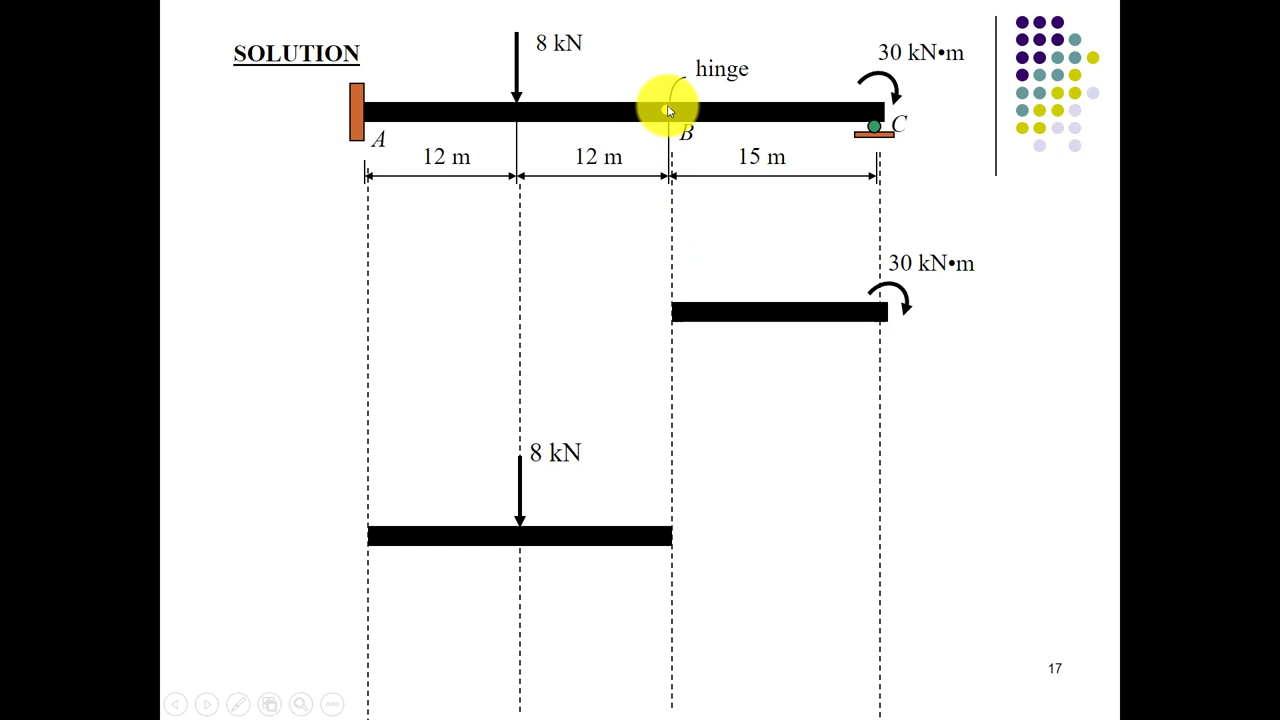 SOLUTION
8 kN
hinge
30 kN•m
A
B
C
12 m
12 m
15 m
30 kN•m
8 kN
17